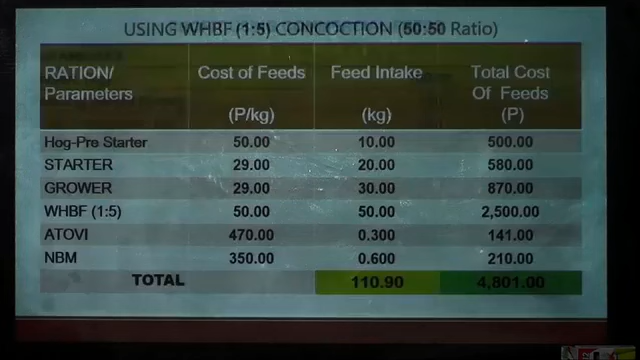 USING WHBF (1:5) CONCOCTION (50:50 Ratio)
RATION/ Parameters Cost of Feeds (P/kg) Feed Intake (kg) Total Cost Of Feeds (P)
Hog-Pre Starter 50.00 10.00 500.00
STARTER 29.00 20.00 580.00
GROWER 29.00 30.00 870.00
WHBF (1:5) 50.00 50.00 2,500.00
ATOVI 470.00 0.300 141.00
NBM 350.00 0.600 210.00
TOTAL 110.90 4,801.00